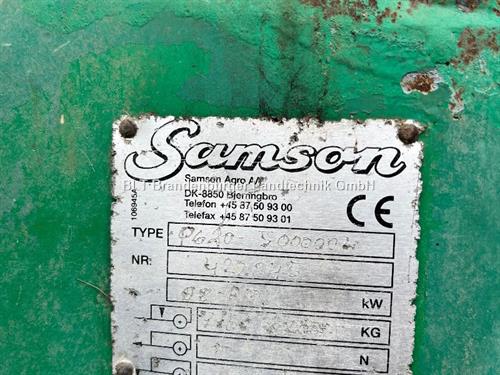 Samson
Samson Agro A/S
BLT Brandenburger Landtechnik GmbH
DK-8850 Bjerringbro
Telefon +45 87 50 93 00
Telefax +45 87 50 93 01
CE
106945A
TYPE
NR:
kW
KG
N